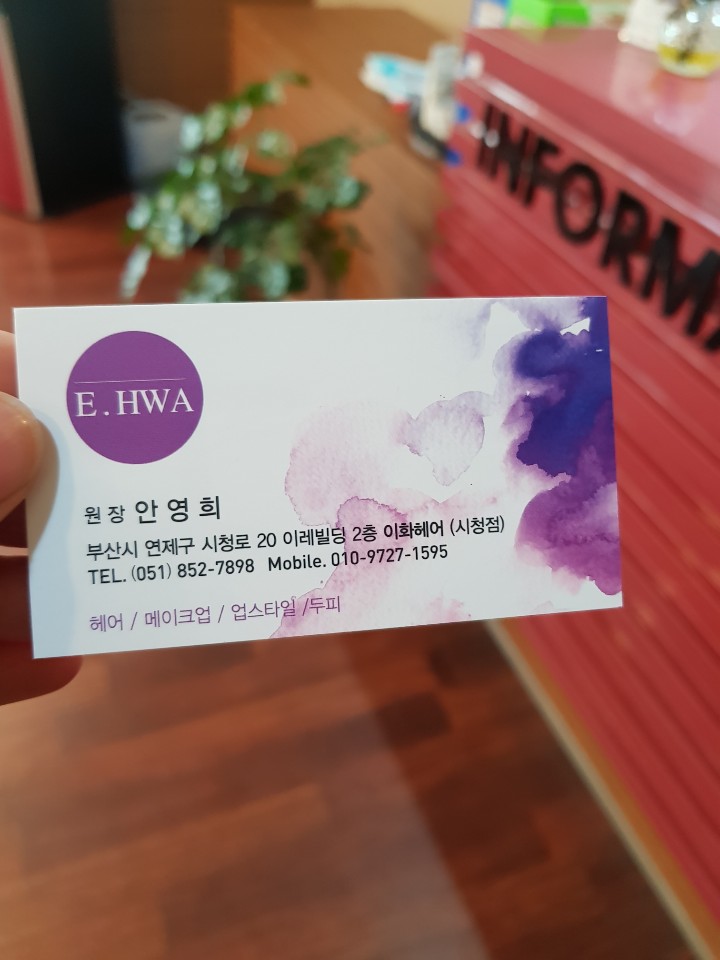 INFORMA
E. HWA
원장 안영희
부산시 연제구 시청로 20 이레빌딩 2층 이화헤어 (시청점)
TEL. (051) 852-7898 Mobile. 010-9727-1595
헤어 / 메이크업 / 업스타일 /두피